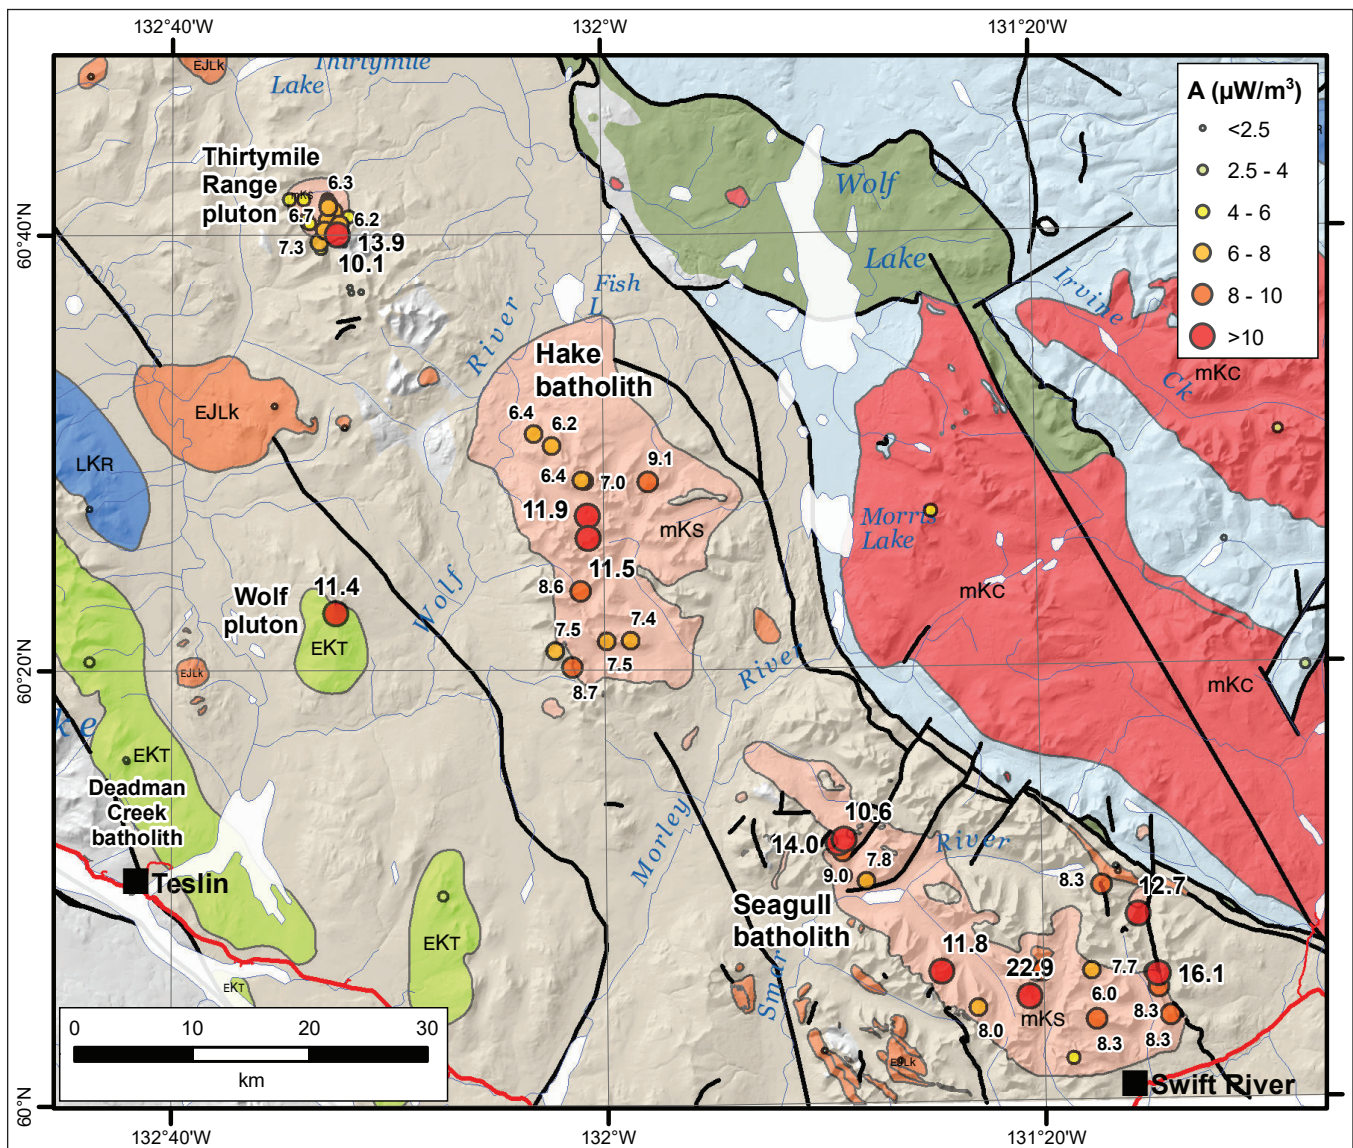 132°40'W
132°W
131°20'W
60°40'N
60°20'N
60°N
132°40'W
132°W
131°20'W
A (µW/m³)
<2.5
2.5 - 4
4 - 6
6 - 8
8 - 10
>10
Thirtymile
Lake
EJLk
Thirtymile
Range
pluton
mKS
6.3
6.7
6.2
7.3
13.9
10.1
Wolf
Lake
Irvine
Ck
mKC
Fish
L
River
Wolf
Hake
batholith
6.4
6.2
6.4
7.0
9.1
11.9
11.5
mKS
8.6
7.5
7.4
7.5
8.7
EJLk
LKR
Morris
Lake
mKC
mKC
Wolf
pluton
11.4
EKT
EJLk
River
Morley
EKT
Deadman
Creek
batholith
Teslin
EKT
EKT
10.6
14.0
7.8
9.0
River
8.3
12.7
Seagull
batholith
11.8
22.9
7.7
16.1
6.0
8.3
8.0
mKS
8.3
8.3
EJLk
Swift River
0 10 20 30
km